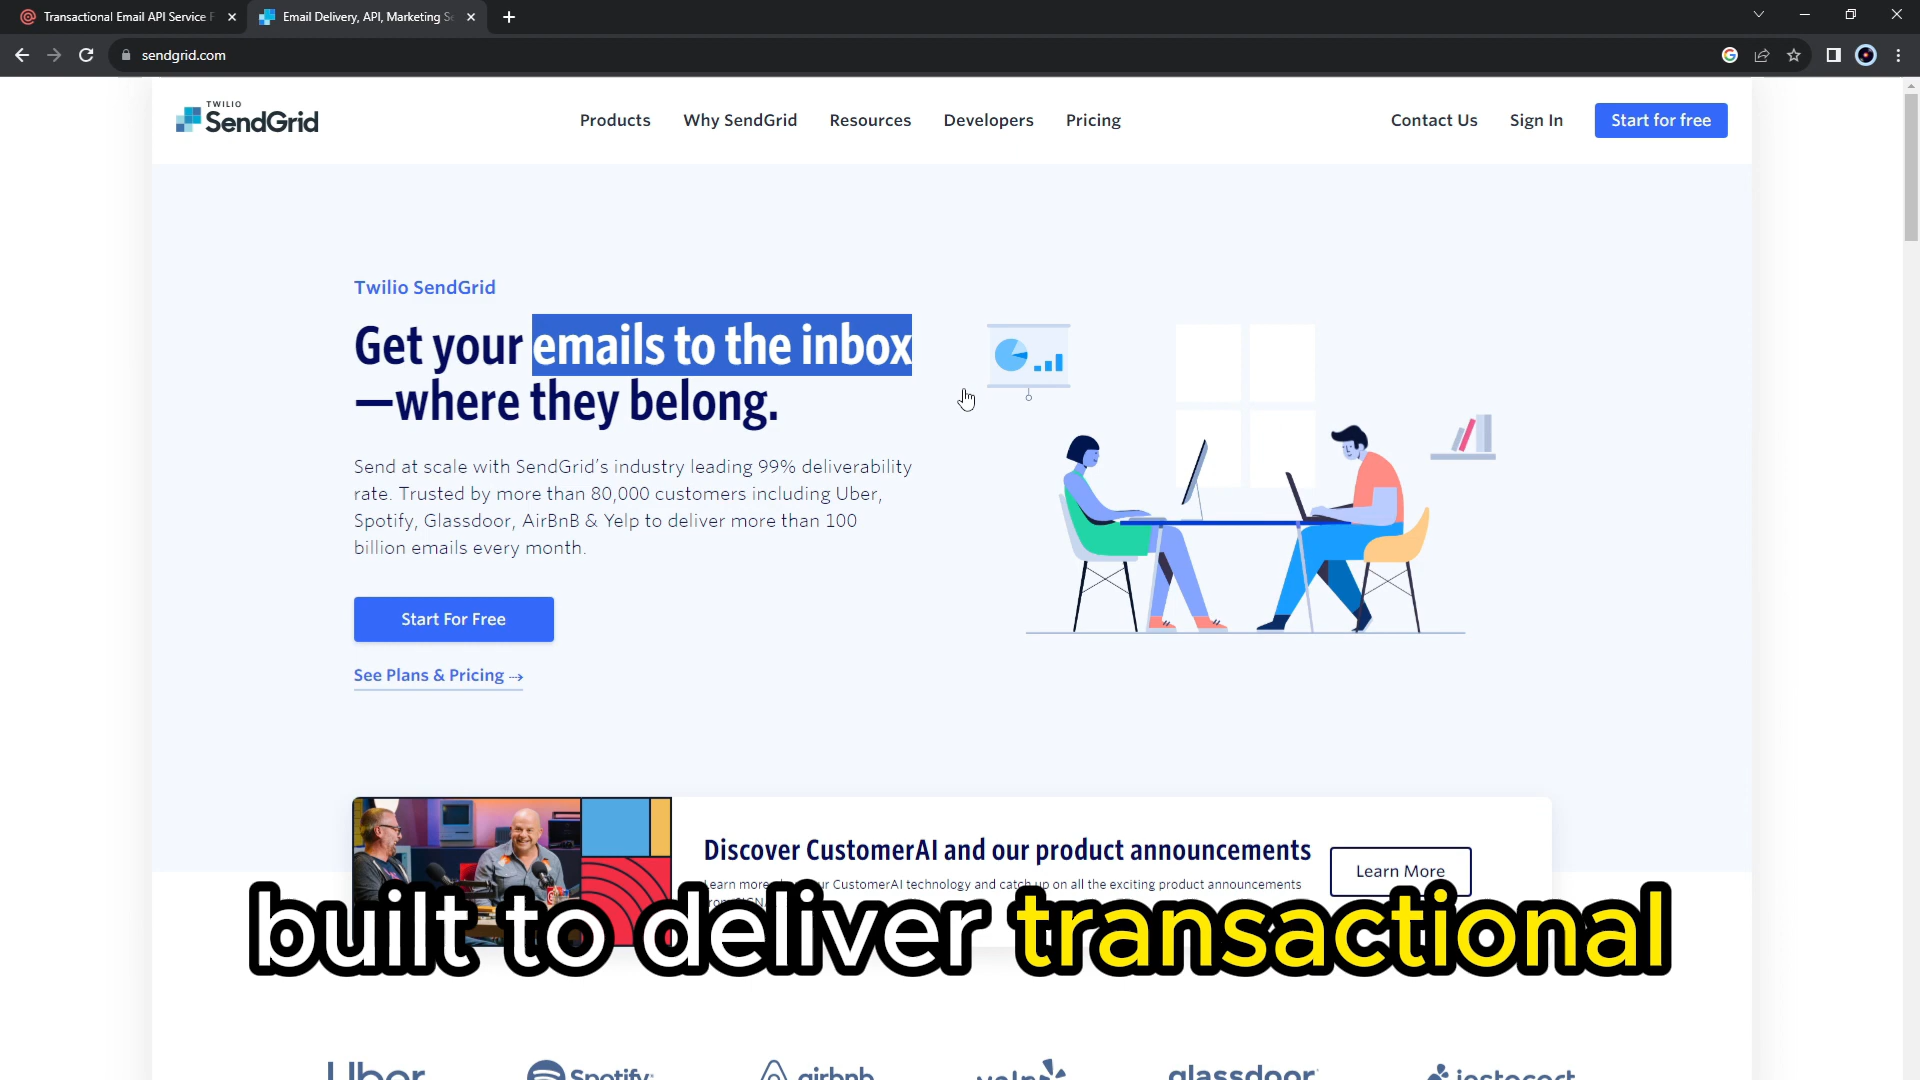 Transactional Email API Service
Email Delivery, API, Marketing
sendgrid.com
TWILIO
SendGrid
Products
Why SendGrid
Resources
Developers
Pricing
Contact Us
Sign In
Start for free
Twilio SendGrid
Get your emails to the inbox
—where they belong.
Send at scale with SendGrid's industry leading 99% deliverability
rate. Trusted by more than 80,000 customers including Uber,
Spotify, Glassdoor, AirBnB & Yelp to deliver more than 100
billion emails every month.
Start For Free
See Plans & Pricing →
Discover CustomerAI and our product announcements
CustomerAI technology and catch up on all the exciting product announcements
Learn More
built to deliver transactional
Uber
Spotify
airbnb
yelp
glassdoor
instacart